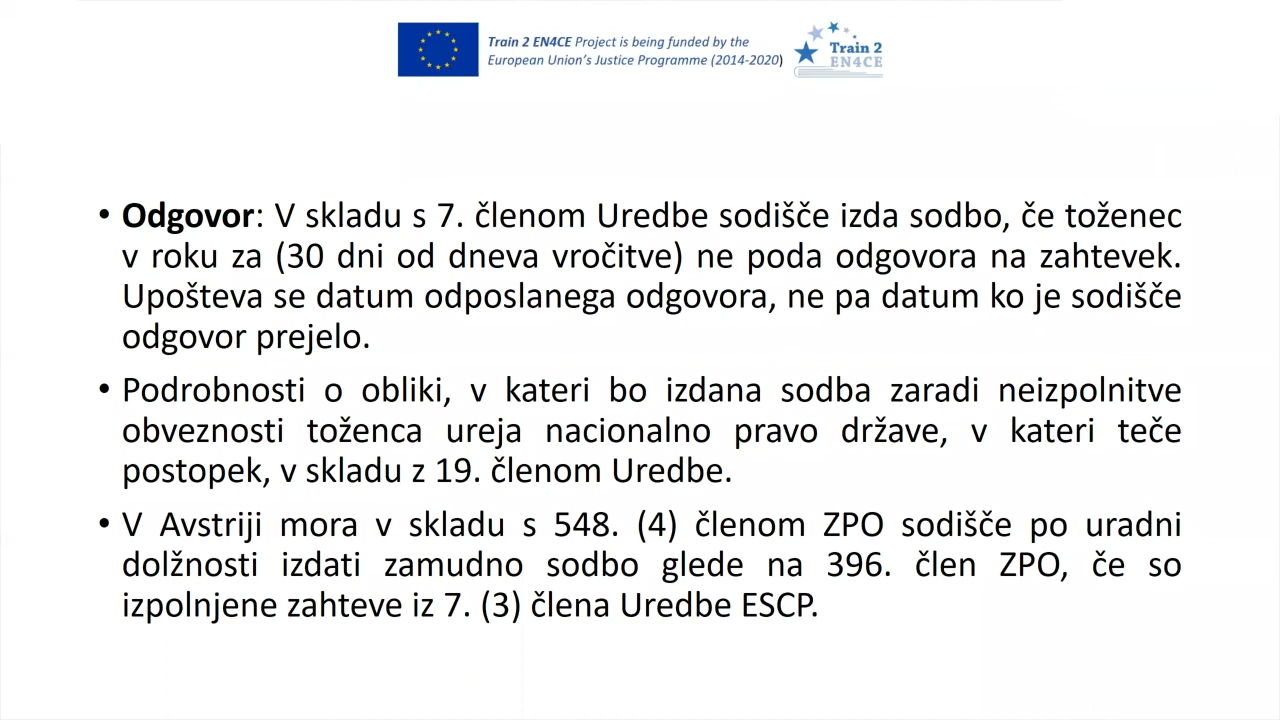 Train 2 EN4CE Project is being funded by the
European Union's Justice Programme (2014-2020)
Train 2
EN4CE
• Odgovor: V skladu s 7. členom Uredbe sodišče izda sodbo, če toženec
v roku za (30 dni od dneva vročitve) ne poda odgovora na zahtevek.
Upošteva se datum odposlanega odgovora, ne pa datum ko je sodišče
odgovor prejelo.
• Podrobnosti o obliki, v kateri bo izdana sodba zaradi neizpolnitve
obveznosti toženca ureja nacionalno pravo države, v kateri teče
postopek, v skladu z 19. členom Uredbe.
• V Avstriji mora v skladu s 548. (4) členom ZPO sodišče po uradni
dolžnosti izdati zamudno sodbo glede na 396. člen ZPO, če so
izpolnjene zahteve iz 7. (3) člena Uredbe ESCP.